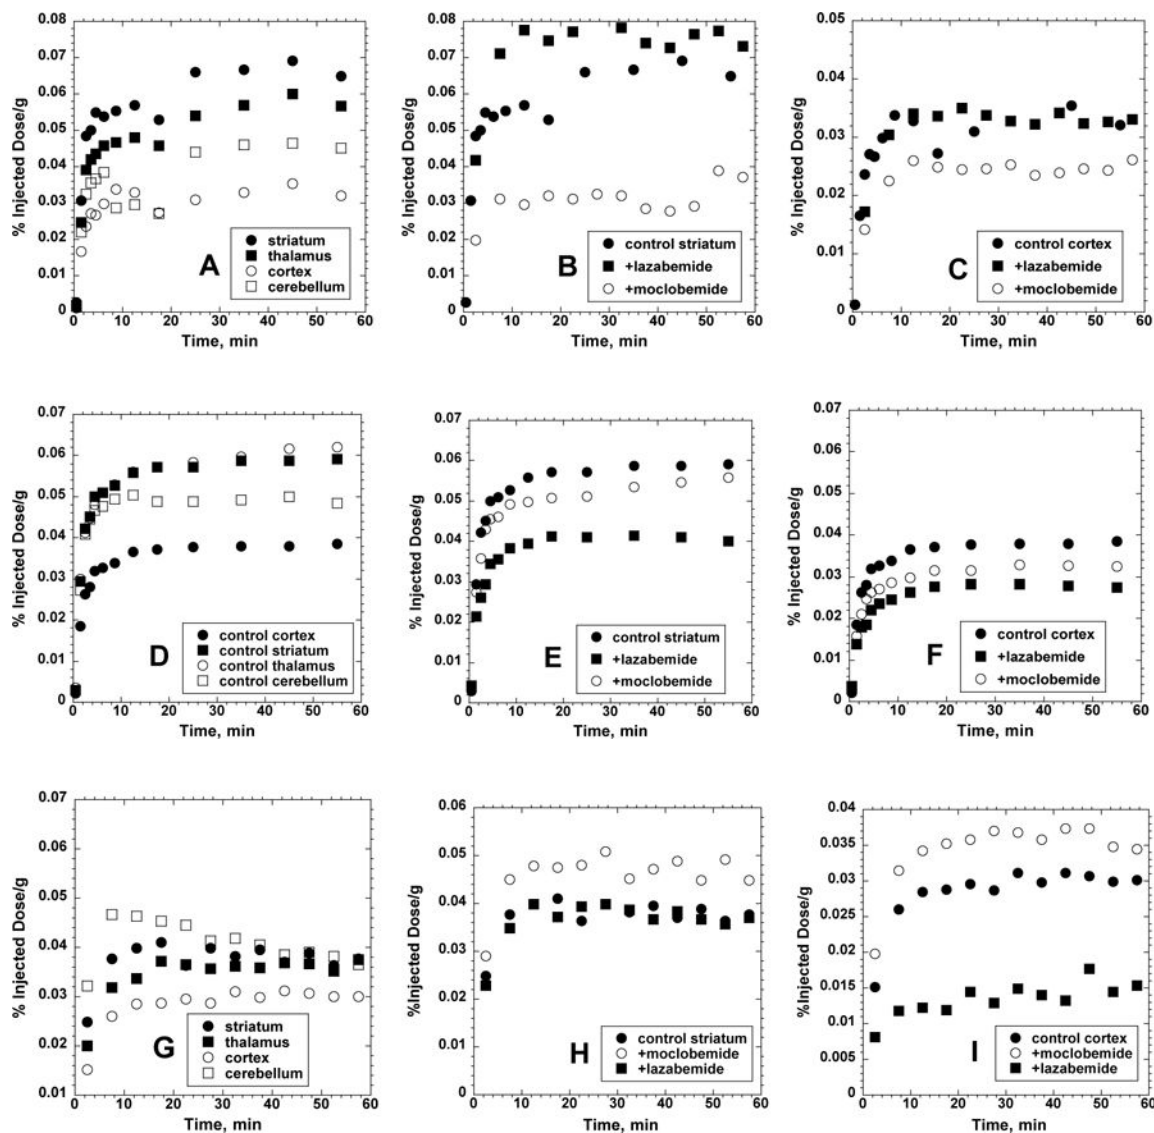 0.08
0.07
0.06
0.05
0.04
0.03
0.02
0.01
0
% Injected Dose/g
A
striatum
thalamus
cortex
cerebellum
0 10 20 30 40 50 60
Time, min
0.08
0.07
0.06
0.05
0.04
0.03
0.02
0.01
0
% Injected Dose/g
B
control striatum
+lazabemide
+moclobemide
0 10 20 30 40 50 60
Time, min
0.05
0.04
0.03
0.02
0.01
0
% Injected Dose/g
C
control cortex
+lazabemide
+moclobemide
0 10 20 30 40 50 60
Time, min
0.07
0.06
0.05
0.04
0.03
0.02
0.01
0
% Injected Dose/g
D
control cortex
control striatum
control thalamus
control cerebellum
0 10 20 30 40 50 60
Time, min
0.07
0.06
0.05
0.04
0.03
0.02
0.01
0
% Injected Dose/g
E
control striatum
+lazabemide
+moclobemide
0 10 20 30 40 50 60
Time, min
0.07
0.06
0.05
0.04
0.03
0.02
0.01
0
% Injected Dose/g
F
control cortex
+lazabemide
+moclobemide
0 10 20 30 40 50 60
Time, min
0.07
0.06
0.05
0.04
0.03
0.02
0.01
% Injected Dose/g
G
striatum
thalamus
cortex
cerebellum
0 10 20 30 40 50 60
Time, min
0.06
0.05
0.04
0.03
0.02
0.01
0
%Injected Dose/g
H
control striatum
+moclobemide
+lazabemide
0 10 20 30 40 50 60
Time, min
0.04
0.035
0.03
0.025
0.02
0.015
0.01
0.005
0
%Injected Dose/g
I
control cortex
+moclobemide
+lazabemide
0 10 20 30 40 50 60
Time, min